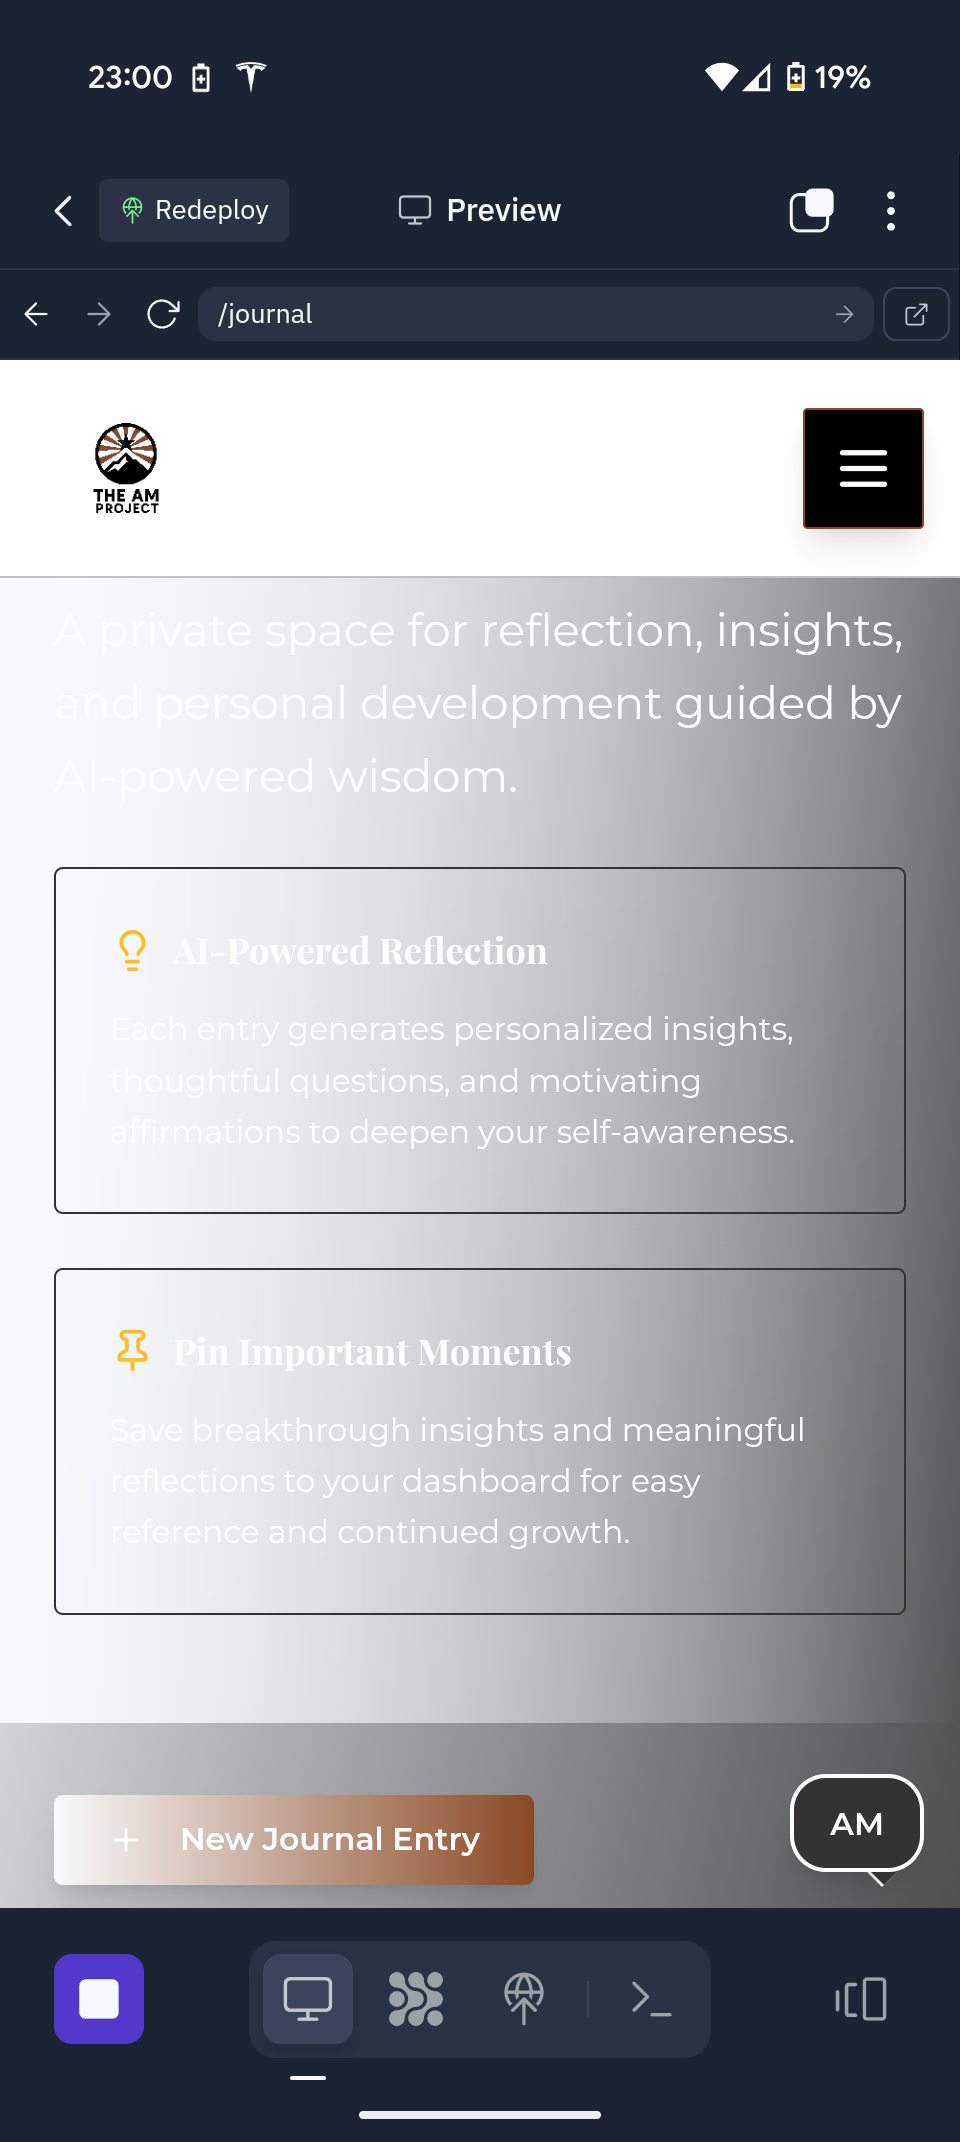 23:00
19%
Redeploy
Preview
/journal
THE AM
PROJECT
A private space for reflection, insights,
and personal development guided by
AI-powered wisdom.
AI-Powered Reflection
Each entry generates personalized insights,
thoughtful questions, and motivating
affirmations to deepen your self-awareness.
Pin Important Moments
Save breakthrough insights and meaningful
reflections to your dashboard for easy
reference and continued growth.
New Journal Entry
AM